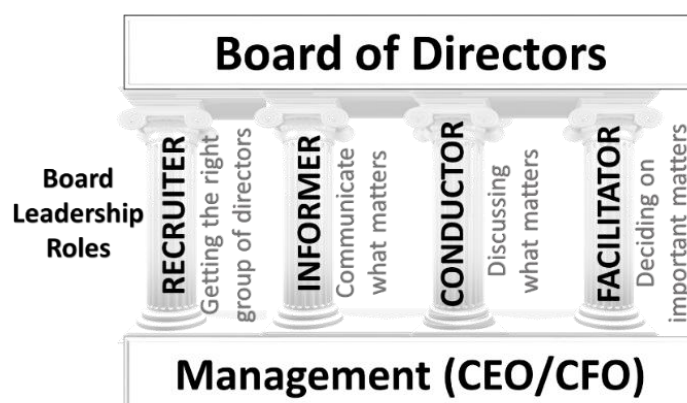 Board of Directors
Board
Leadership
Roles
RECRUITER
Getting the right
group of directors
INFORMER
Communicate
what matters
CONDUCTOR
Discussing
what matters
FACILITATOR
Deciding on
important matters
Management (CEO/CFO)